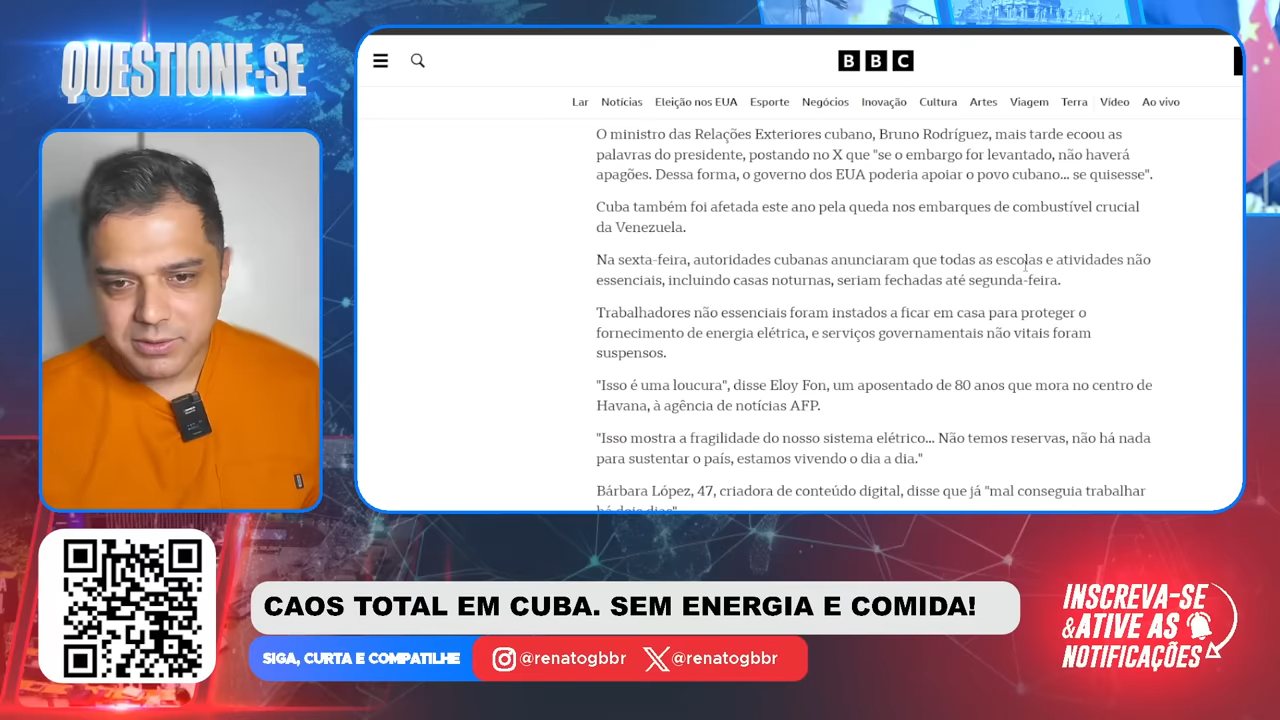 QUESTIONE-SE
BBC
Lar Notícias Eleição nos EUA Esporte Negócios Inovação Cultura Artes Viagem Terra Vídeo Ao vivo
O ministro das Relações Exteriores cubano, Bruno Rodríguez, mais tarde ecoou as
palavras do presidente, postando no X que "se o embargo for levantado, não haverá
apagões. Dessa forma, o governo dos EUA poderia apoiar o povo cubano... se quisesse".
Cuba também foi afetada este ano pela queda nos embarques de combustível crucial
da Venezuela.
Na sexta-feira, autoridades cubanas anunciaram que todas as escolas e atividades não
essenciais, incluindo casas noturnas, seriam fechadas até segunda-feira.
Trabalhadores não essenciais foram instados a ficar em casa para proteger o
fornecimento de energia elétrica, e serviços governamentais não vitais foram
suspensos.
"Isso é uma loucura", disse Eloy Fon, um aposentado de 80 anos que mora no centro de
Havana, à agência de notícias AFP.
"Isso mostra a fragilidade do nosso sistema elétrico... Não temos reservas, não há nada
para sustentar o país, estamos vivendo o dia a dia."
Bárbara López, 47, criadora de conteúdo digital, disse que já "mal conseguia trabalhar
há dois dias".
CAOS TOTAL EM CUBA. SEM ENERGIA E COMIDA!
SIGA, CURTA E COMPATILHE @renatogbbr @renatogbbr
INSCREVA-SE
&ATIVE AS
NOTIFICAÇÕES